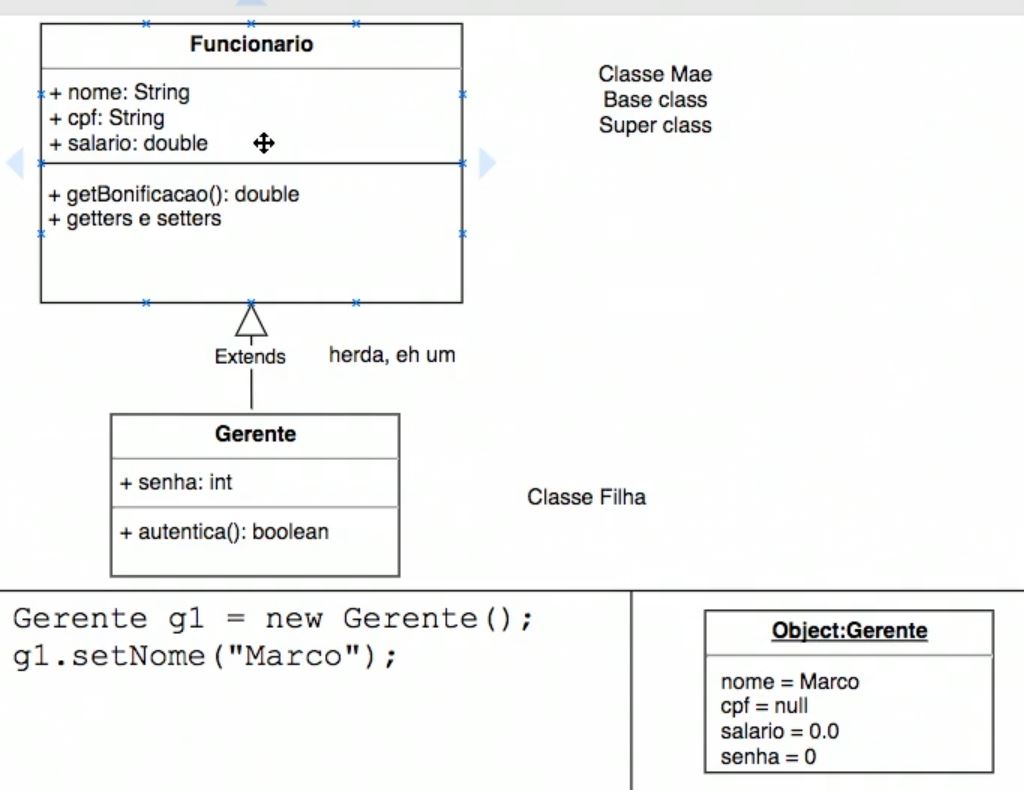 Funcionario
+ nome: String
+ cpf: String
+ salario: double
+ getBonificacao(): double
+ getters e setters
Classe Mae
Base class
Super class
Extends
herda, eh um
Gerente
+ senha: int
+ autentica(): boolean
Classe Filha
Gerente g1 = new Gerente();
g1.setNome("Marco");
Object:Gerente
nome = Marco
cpf = null
salario = 0.0
senha = 0